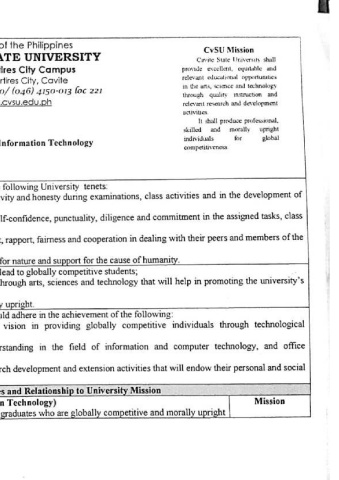 of the Philippines
ATE UNIVERSITY
rtires City Campus
rtires City, Cavite
0/ (046) 4150-013 loc 221
.cvsu.edu.ph
CvSU Mission
Cavite State University shall
provide excellent, equitable and
relevant educational opportunities
in the arts, science and technology
through quality instruction and
relevant research and development
activities
It shall produce professional,
skilled and morally upright
individuals for global
competitiveness
Information Technology
following University tenets:
vity and honesty during examinations, class activities and in the development of
elf-confidence, punctuality, diligence and commitment in the assigned tasks, class
, rapport, fairness and cooperation in dealing with their peers and members of the
for nature and support for the cause of humanity.
lead to globally competitive students;
through arts, sciences and technology that will help in promoting the university's
y upright.
uld adhere in the achievement of the following:
vision in providing globally competitive individuals through technological
erstanding in the field of information and computer technology, and office
rch development and extension activities that will endow their personal and social
es and Relationship to University Mission
n Technology)
Mission
graduates who are globally competitive and morally upright